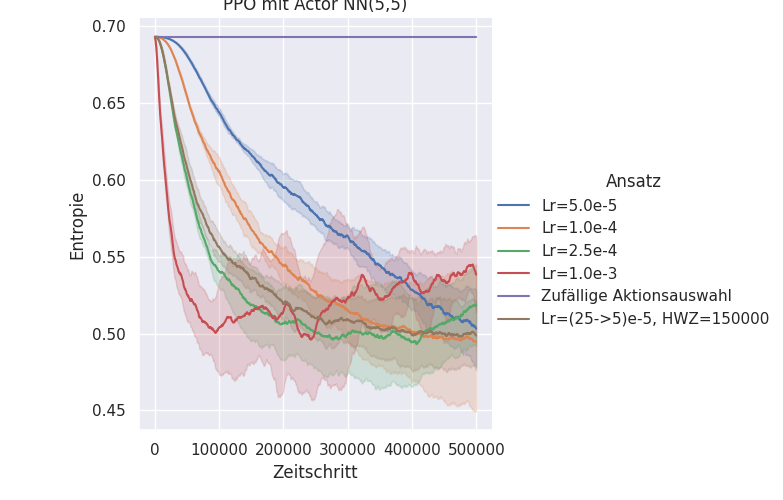 PPO mit Actor NN(5,5)
0.70
0.65
0.60
0.55
0.50
0.45
Entropie
0
100000
200000
300000
400000
500000
Zeitschritt
Ansatz
Lr=5.0e-5
Lr=1.0e-4
Lr=2.5e-4
Lr=1.0e-3
Zufällige Aktionsauswahl
Lr=(25->5)e-5, HWZ=150000